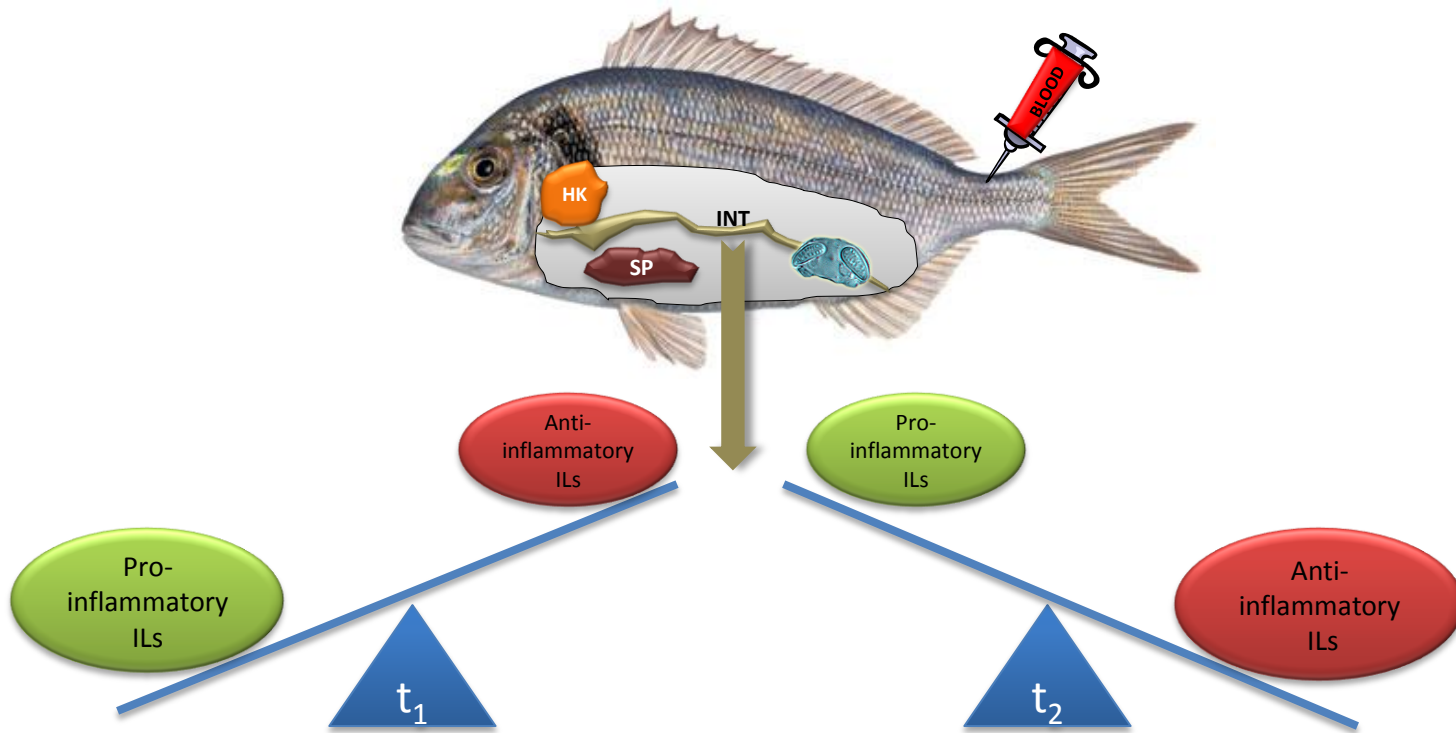 BLOOD
HK
INT
SP
Anti-
inflammatory
ILs
Pro-
inflammatory
ILs
Pro-
inflammatory
ILs
Anti-
inflammatory
ILs
t₁
t₂